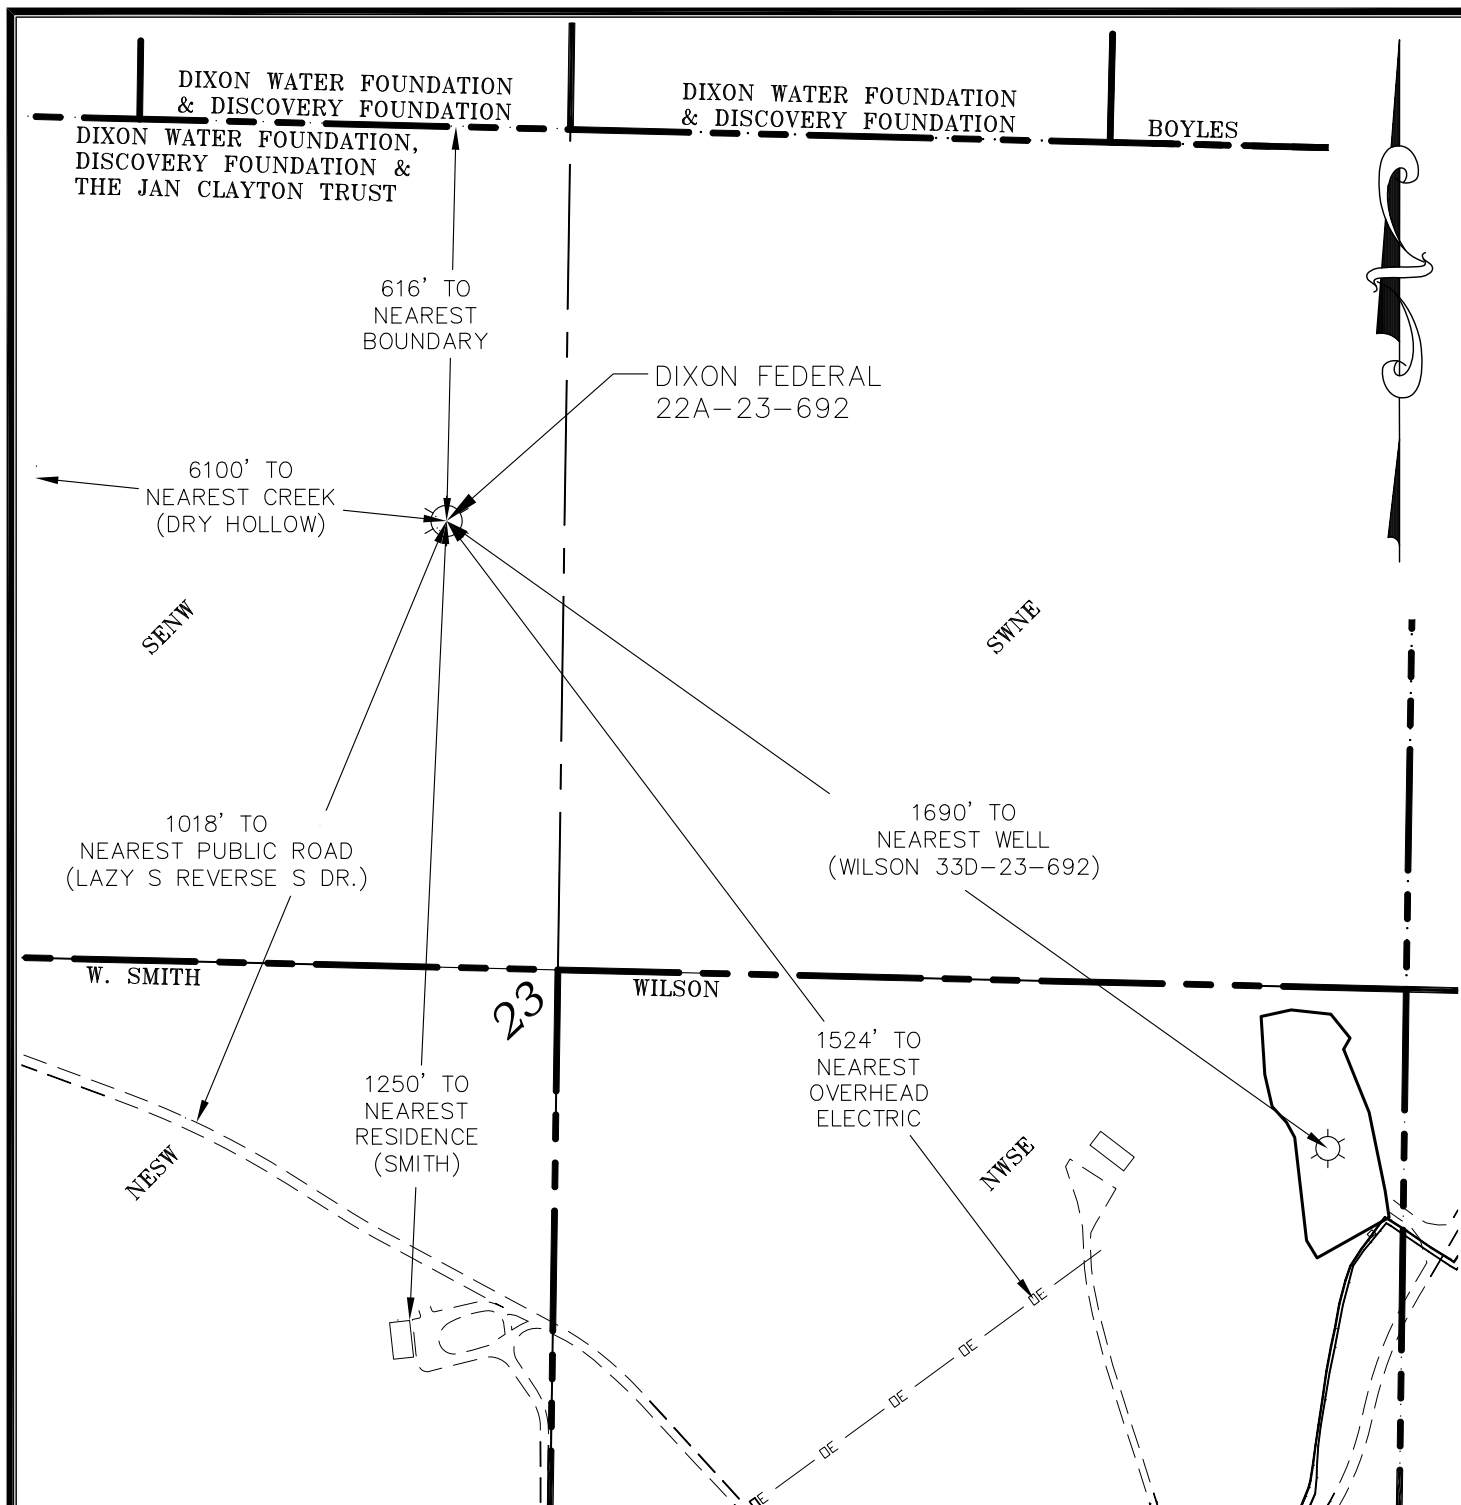 DIXON WATER FOUNDATION
& DISCOVERY FOUNDATION
DIXON WATER FOUNDATION
& DISCOVERY FOUNDATION
BOYLES
DIXON WATER FOUNDATION,
DISCOVERY FOUNDATION &
THE JAN CLAYTON TRUST
616' TO
NEAREST
BOUNDARY
DIXON FEDERAL
22A-23-692
6100' TO
NEAREST CREEK
(DRY HOLLOW)
SENW
SWNE
1018' TO
NEAREST PUBLIC ROAD
(LAZY S REVERSE S DR.)
1690' TO
NEAREST WELL
(WILSON 33D-23-692)
W. SMITH
23
WILSON
1524' TO
NEAREST
OVERHEAD
ELECTRIC
1250' TO
NEAREST
RESIDENCE
(SMITH)
NESW
NWSE
OE
OE
OE
OE
OE